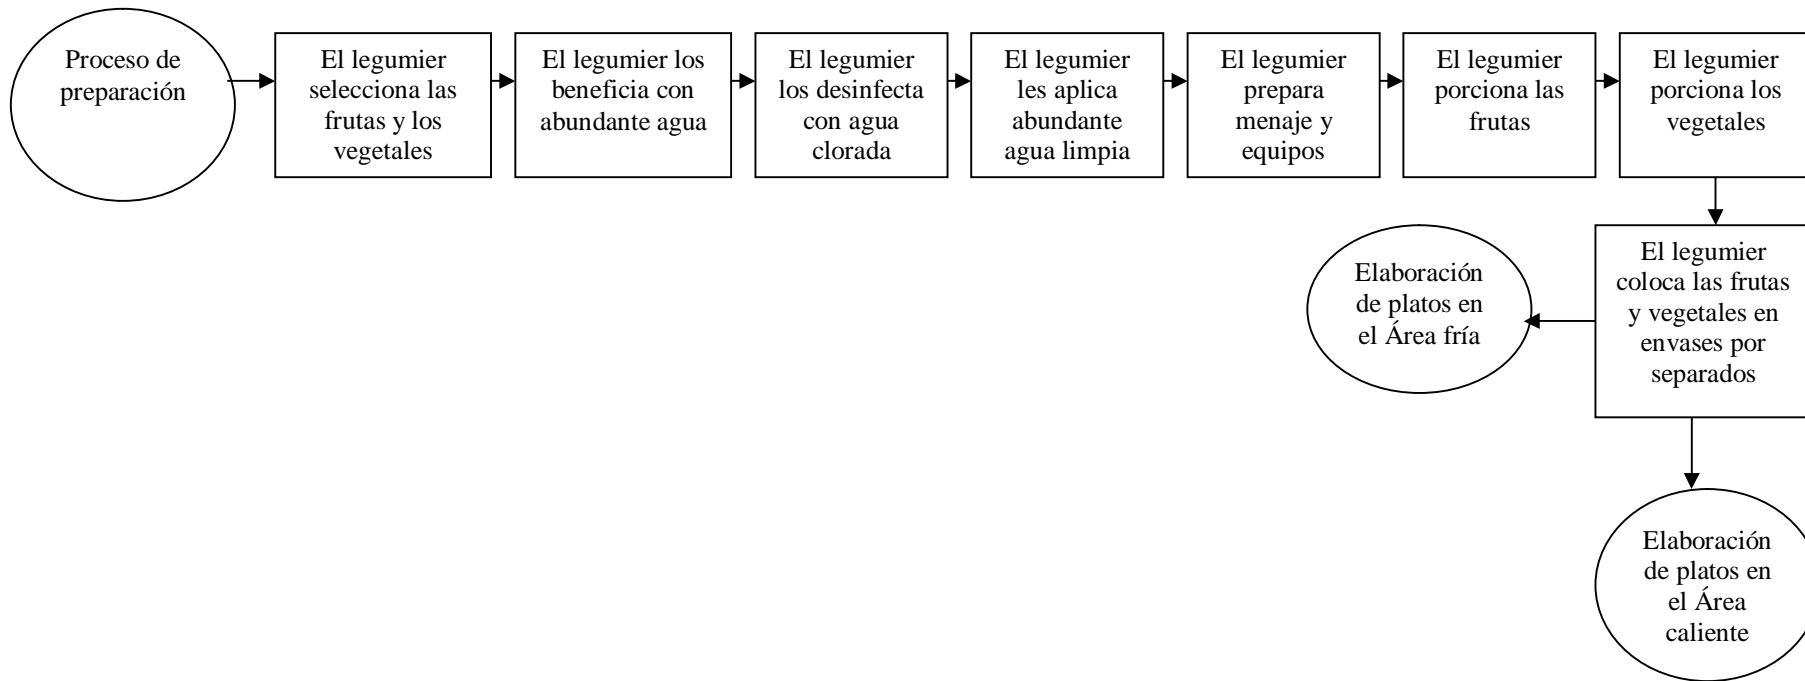 Proceso de
preparación
El legumier
selecciona las
frutas y los
vegetales
El legumier los
beneficia con
abundante agua
El legumier
los desinfecta
con agua
clorada
El legumier
les aplica
abundante
agua limpia
El legumier
prepara
menaje y
equipos
El legumier
porciona las
frutas
El legumier
porciona los
vegetales
El legumier
coloca las frutas
y vegetales en
envases por
separados
Elaboración
de platos en
el Área fría
Elaboración
de platos en
el Área
caliente